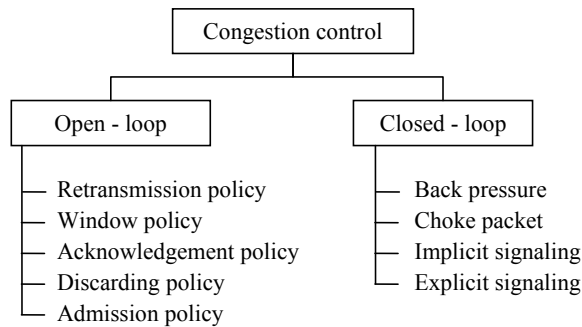 Congestion control
Open - loop
Closed - loop
Retransmission policy
Window policy
Acknowledgement policy
Discarding policy
Admission policy
Back pressure
Choke packet
Implicit signaling
Explicit signaling